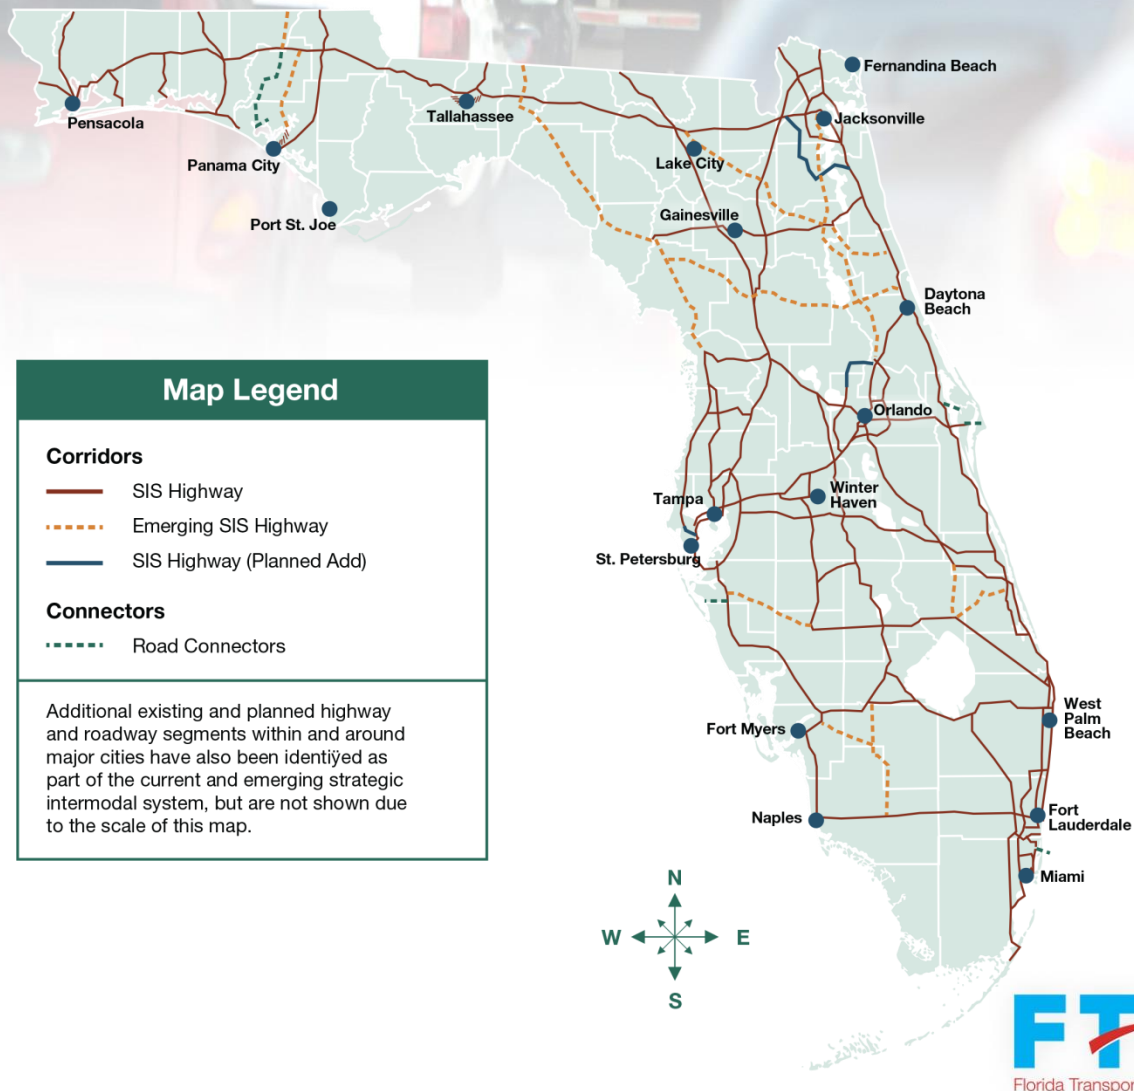 Fernandina Beach
Pensacola
Tallahassee
Jacksonville
Panama City
Lake City
Port St. Joe
Gainesville
Daytona
Beach
Map Legend
Corridors
SIS Highway
Emerging SIS Highway
SIS Highway (Planned Add)
Connectors
Road Connectors
Additional existing and planned highway
and roadway segments within and around
major cities have also been identiÿed as
part of the current and emerging strategic
intermodal system, but are not shown due
to the scale of this map.
Orlando
Tampa
Winter
Haven
St. Petersburg
Fort Myers
West
Palm
Beach
Naples
Fort
Lauderdale
Miami
N
W
E
S
FT
Florida Transpor